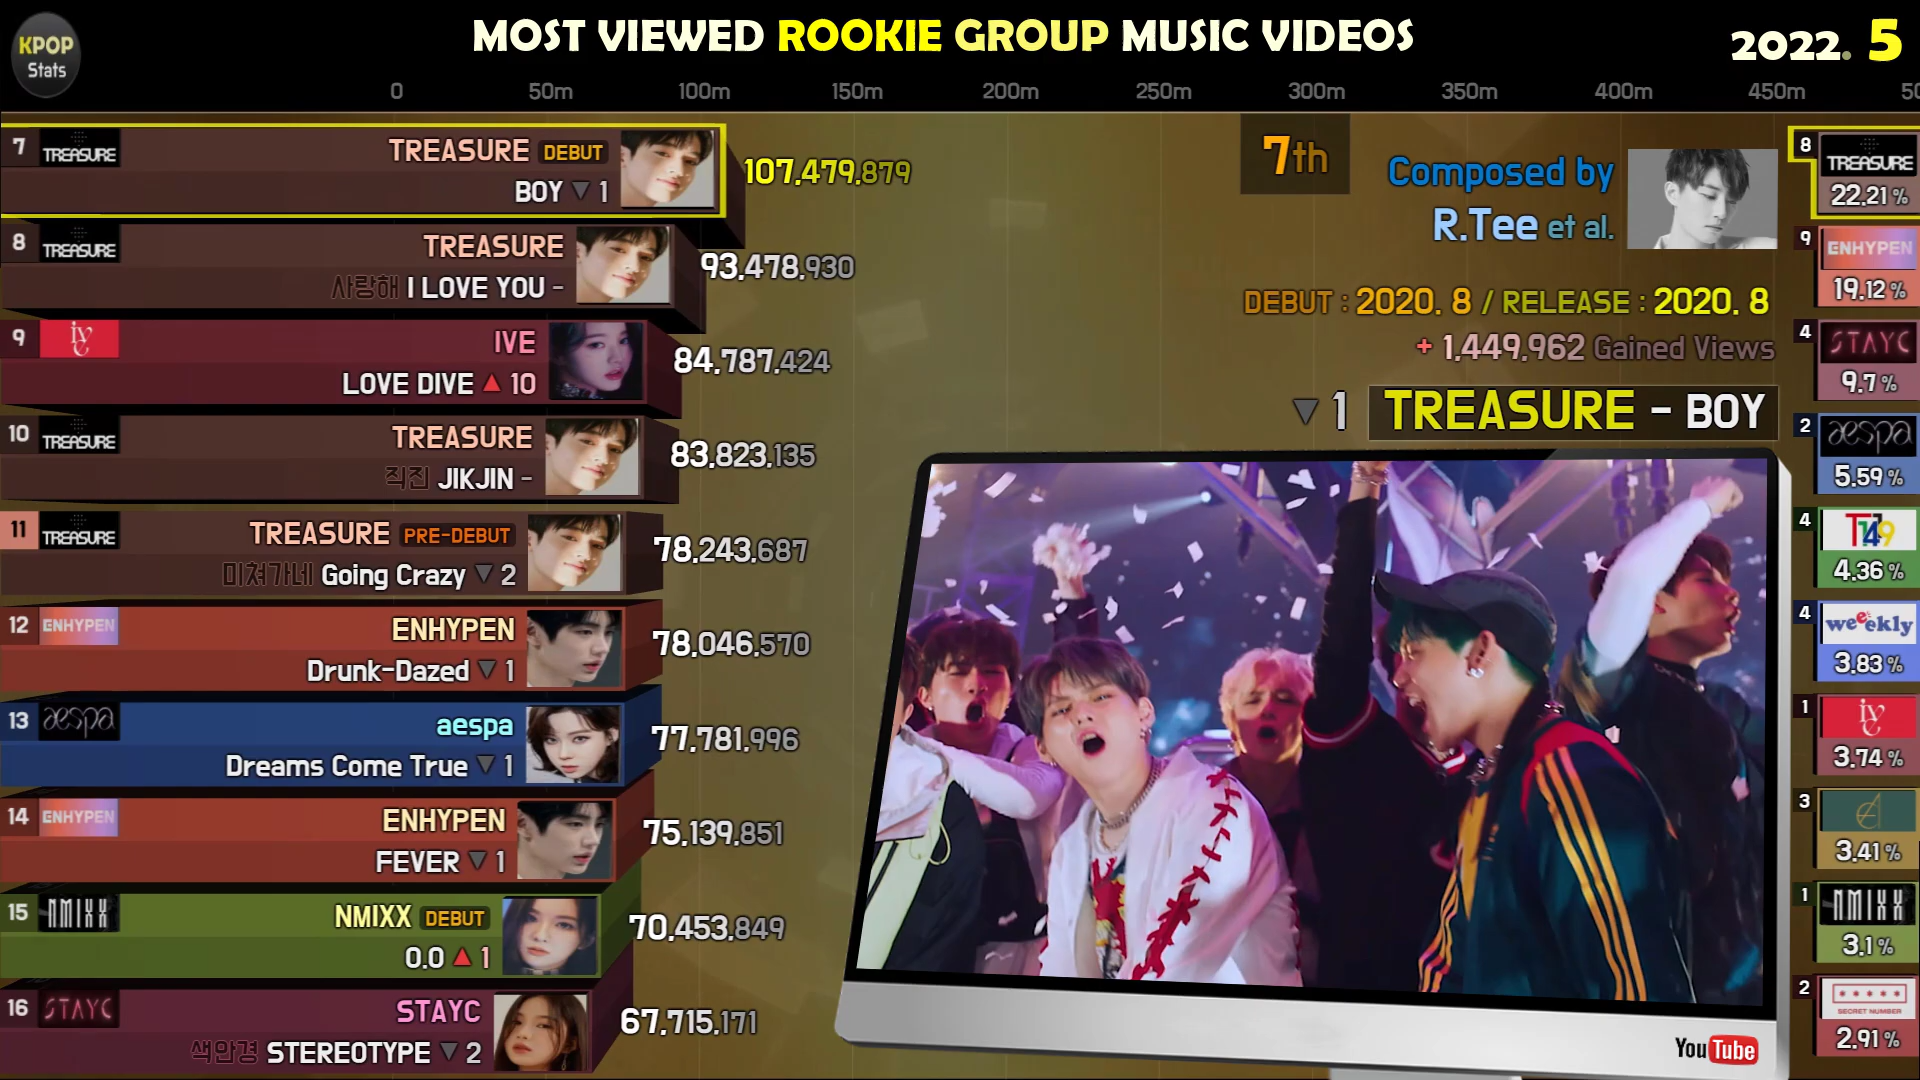 KPOP
Stats
MOST VIEWED ROOKIE GROUP MUSIC VIDEOS
2022. 5
0 50m 100m 150m 200m 250m 300m 350m 400m 450m 50
7 TREASURE TREASURE DEBUT
BOY ▼ 1
107,479,879
8 TREASURE TREASURE
사랑해 I LOVE YOU -
93,478,930
9 IVE IVE
LOVE DIVE ▲ 10
84,787,424
10 TREASURE TREASURE
직진 JIKJIN -
83,823,135
11 TREASURE TREASURE PRE-DEBUT
미쳐가네 Going Crazy ▼ 2
78,243,687
12 ENHYPEN ENHYPEN
Drunk-Dazed ▼ 1
78,046,570
13 aespa aespa
Dreams Come True ▼ 1
77,781,996
14 ENHYPEN ENHYPEN
FEVER ▼ 1
75,139,851
15 NMIXX NMIXX DEBUT
O.O ▲ 1
70,453,849
16 STAYC STAYC
색안경 STEREOTYPE ▼ 2
67,715,171
7th
Composed by
R.Tee et al.
DEBUT : 2020. 8 / RELEASE : 2020. 8
+ 1,449,962 Gained Views
▼ 1 TREASURE - BOY
YouTube
8 TREASURE
22.21 %
9 ENHYPEN
19.12 %
4 STAYC
9.7 %
2 aespa
5.59 %
4 T1419
4.36 %
4 weeekly
3.83 %
1 IVE
3.74 %
3
3.41 %
1 NMIXX
3.1 %
2 SECRET NUMBER
2.91 %